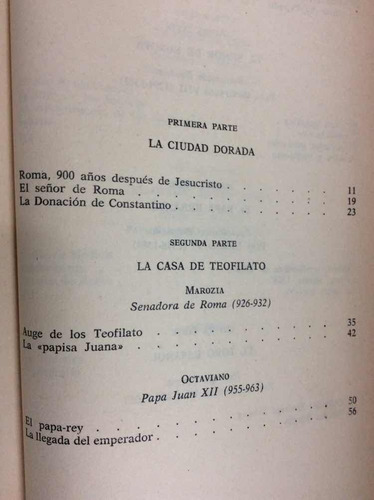 PRIMERA PARTE
LA CIUDAD DORADA
Roma, 900 años después de Jesucristo . . . . . 11
El señor de Roma . . . . . . . . . 19
La Donación de Constantino . . . . . . . . 23
SEGUNDA PARTE
LA CASA DE TEOFILATO
MAROZIA
Senadora de Roma (926-932)
Auge de los Teofilato . . . . . . . . . 35
La «papisa Juana» . . . . . . . . . 42
OCTAVIANO
Papa Juan XII (955-963)
El papa-rey . . . . . . . . . . 50
La llegada del emperador . . . . . . . . 56